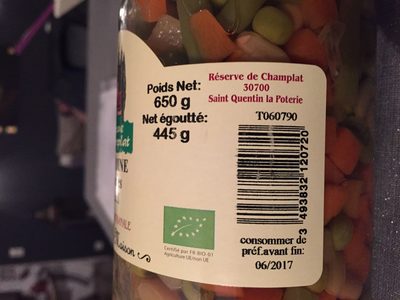 Poids Net:
650 g
Net égoutté:
445 g
Réserve de Champlat
30700
Saint Quentin la Poterie
T060790
3 493832 120720
Certifié par FR-BIO-01
Agriculture UE/non UE
consommer de
préf.avant fin:
06/2017